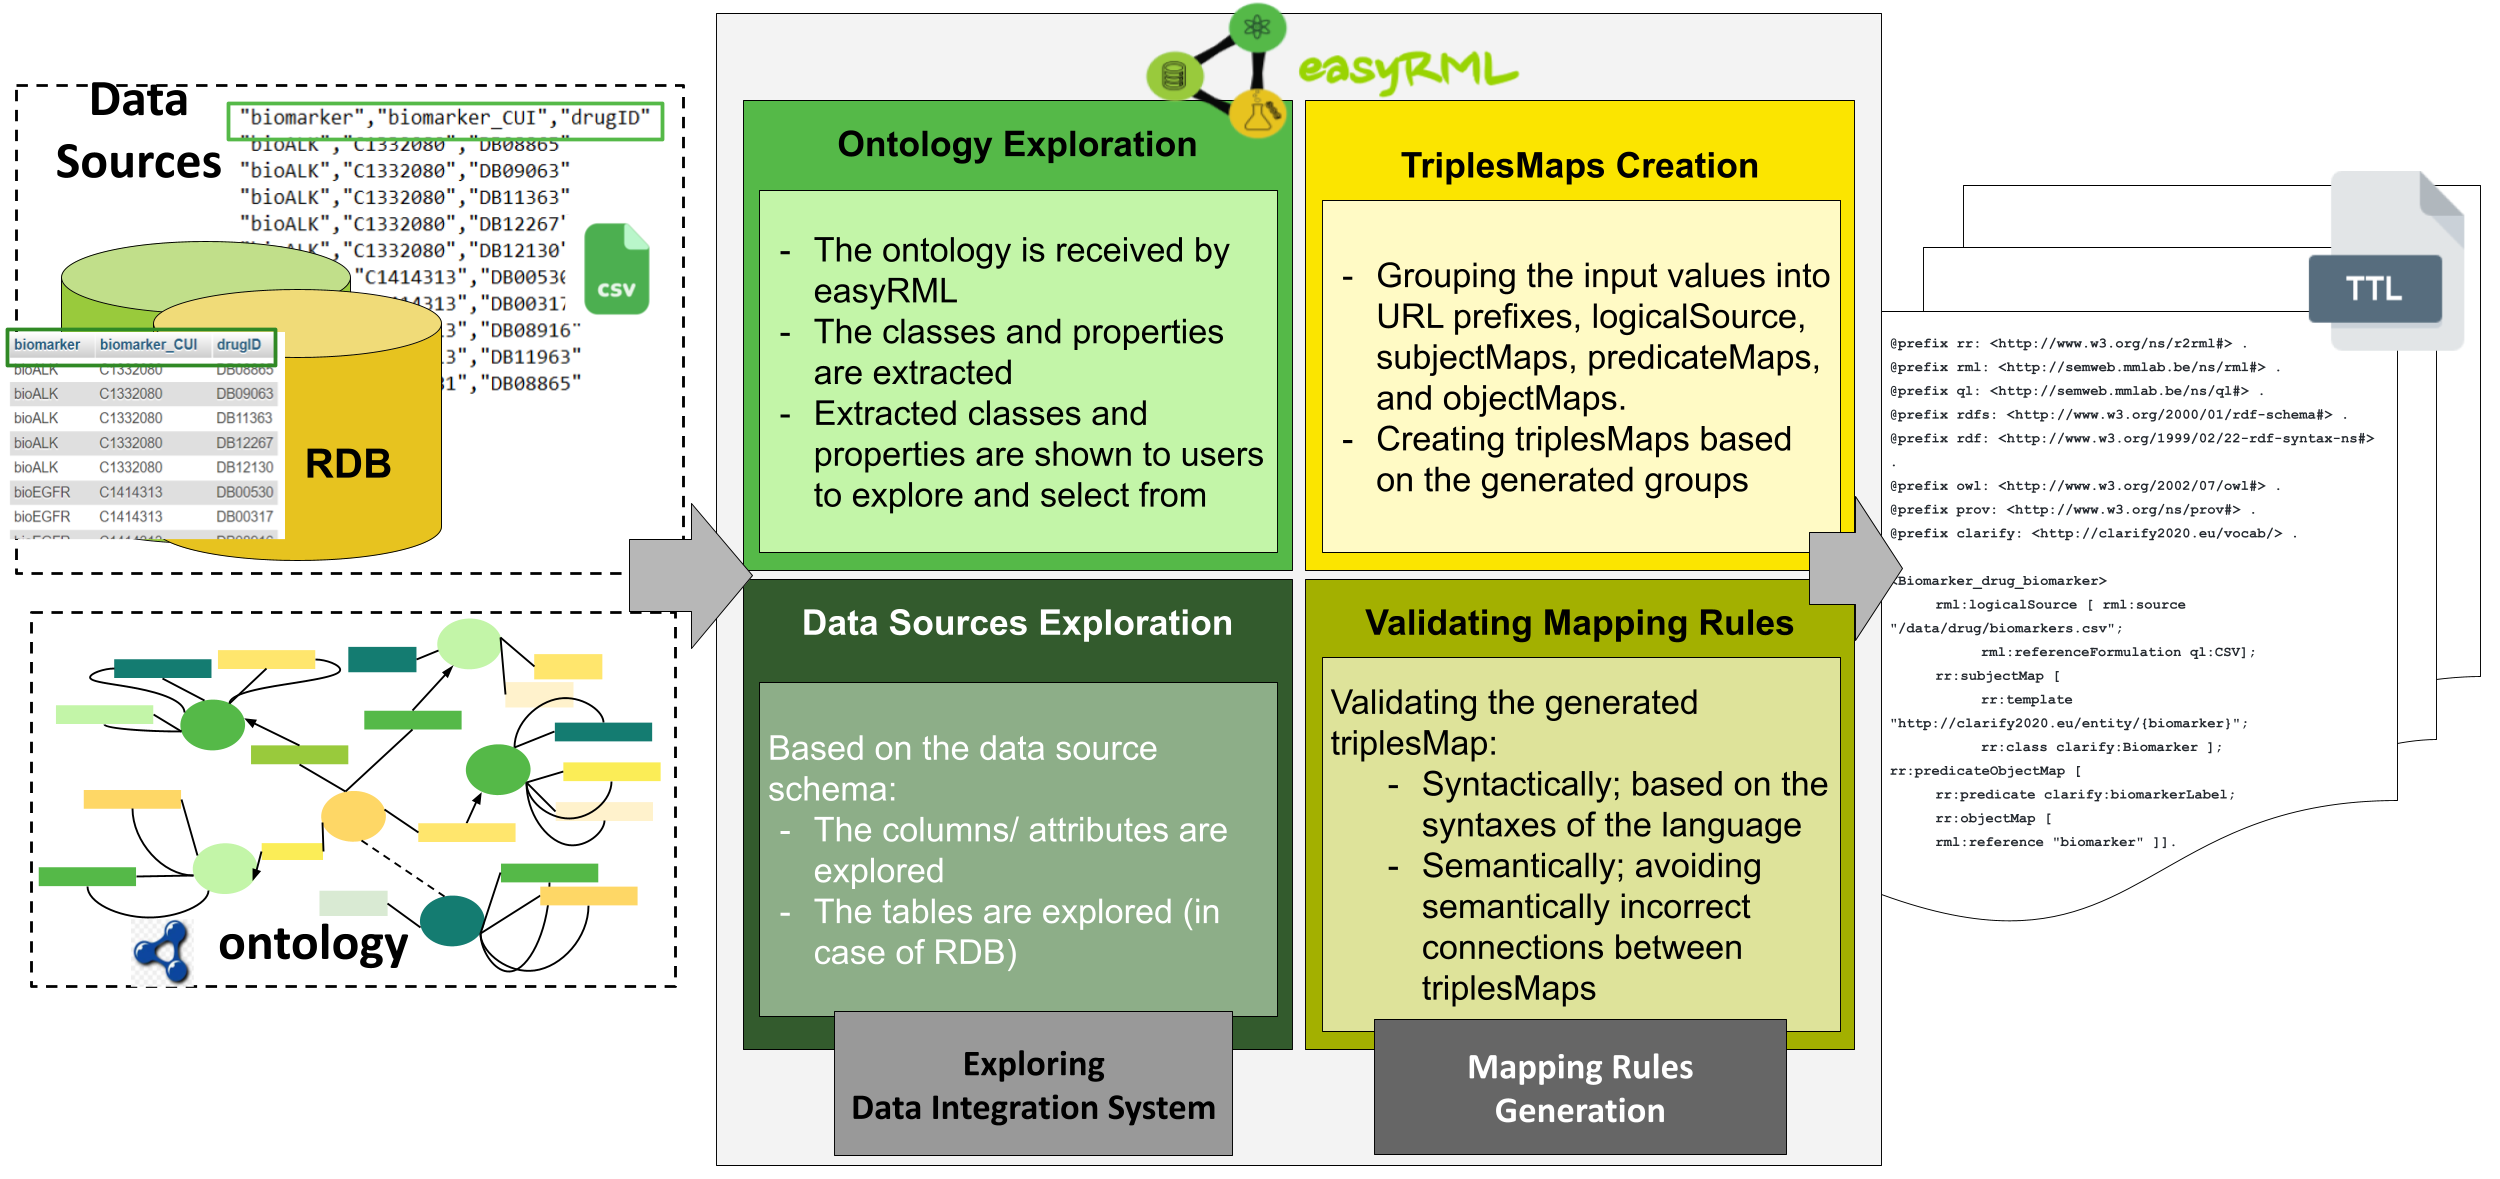 Data
Sources
"biomarker","biomarker_CUI","drugID"
"bioALK","C1332080","DB08865"
"bioALK","C1332080","DB09063"
"bioALK","C1332080","DB11363"
"bioALK","C1332080","DB12267'
"bioALK","C1332080","DB12130'
"C1414313","DB00530
"DB00317
"DB08916"
"DB11963"
"DB08865"
CSV
biomarker biomarker_CUI drugID
bioALK C1332080 DB08865
bioALK C1332080 DB09063
bioALK C1332080 DB11363
bioALK C1332080 DB12267
bioALK C1332080 DB12130
bioEGFR C1414313 DB00530
bioEGFR C1414313 DB00317
RDB
ontology
easyRML
Ontology Exploration
- The ontology is received by
easyRML
- The classes and properties
are extracted
- Extracted classes and
properties are shown to users
to explore and select from
TriplesMaps Creation
- Grouping the input values into
URL prefixes, logicalSource,
subjectMaps, predicateMaps,
and objectMaps.
- Creating triplesMaps based
on the generated groups
Data Sources Exploration
Based on the data source
schema:
- The columns/ attributes are
explored
- The tables are explored (in
case of RDB)
Validating Mapping Rules
Validating the generated
triplesMap:
- Syntactically; based on the
syntaxes of the language
- Semantically; avoiding
semantically incorrect
connections between
triplesMaps
Exploring
Data Integration System
Mapping Rules
Generation
TTL
@prefix rr: <http://www.w3.org/ns/r2rml#> .
@prefix rml: <http://semweb.mmlab.be/ns/rml#> .
@prefix ql: <http://semweb.mmlab.be/ns/ql#> .
@prefix rdfs: <http://www.w3.org/2000/01/rdf-schema#> .
@prefix rdf: <http://www.w3.org/1999/02/22-rdf-syntax-ns#>
.
@prefix owl: <http://www.w3.org/2002/07/owl#> .
@prefix prov: <http://www.w3.org/ns/prov#> .
@prefix clarify: <http://clarify2020.eu/vocab/> .
<Biomarker_drug_biomarker>
rml:logicalSource [ rml:source
"/data/drug/biomarkers.csv";
rml:referenceFormulation ql:CSV];
rr:subjectMap [
rr:template
"http://clarify2020.eu/entity/{biomarker}";
rr:class clarify:Biomarker ];
rr:predicateObjectMap [
rr:predicate clarify:biomarkerLabel;
rr:objectMap [
rml:reference "biomarker" ]].